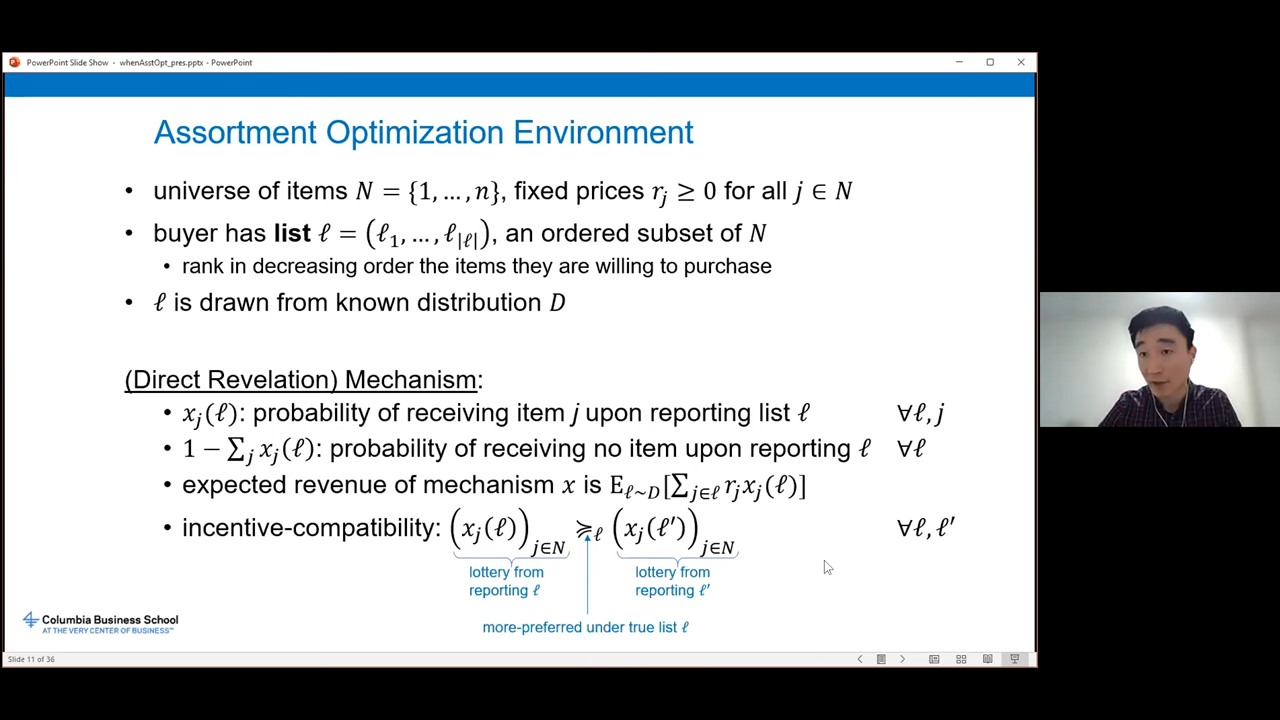 PowerPoint Slide Show - whenAsstOpt_pres.pptx - PowerPoint
Assortment Optimization Environment
• universe of items N = {1, … , n}, fixed prices r_j ≥ 0 for all j ∈ N
• buyer has list ℓ = (ℓ_1, … , ℓ_|ℓ|), an ordered subset of N
• rank in decreasing order the items they are willing to purchase
• ℓ is drawn from known distribution D
(Direct Revelation) Mechanism:
• x_j(ℓ): probability of receiving item j upon reporting list ℓ ∀ℓ, j
• 1 − ∑_j x_j(ℓ): probability of receiving no item upon reporting ℓ ∀ℓ
• expected revenue of mechanism x is E_ℓ~D[∑_j∈ℓ r_j x_j(ℓ)]
• incentive-compatibility: (x_j(ℓ))_j∈N ≽_ℓ (x_j(ℓ′))_j∈N ∀ℓ, ℓ′
lottery from lottery from
reporting ℓ reporting ℓ′
more-preferred under true list ℓ
Columbia Business School
AT THE VERY CENTER OF BUSINESS™
Slide 11 of 36